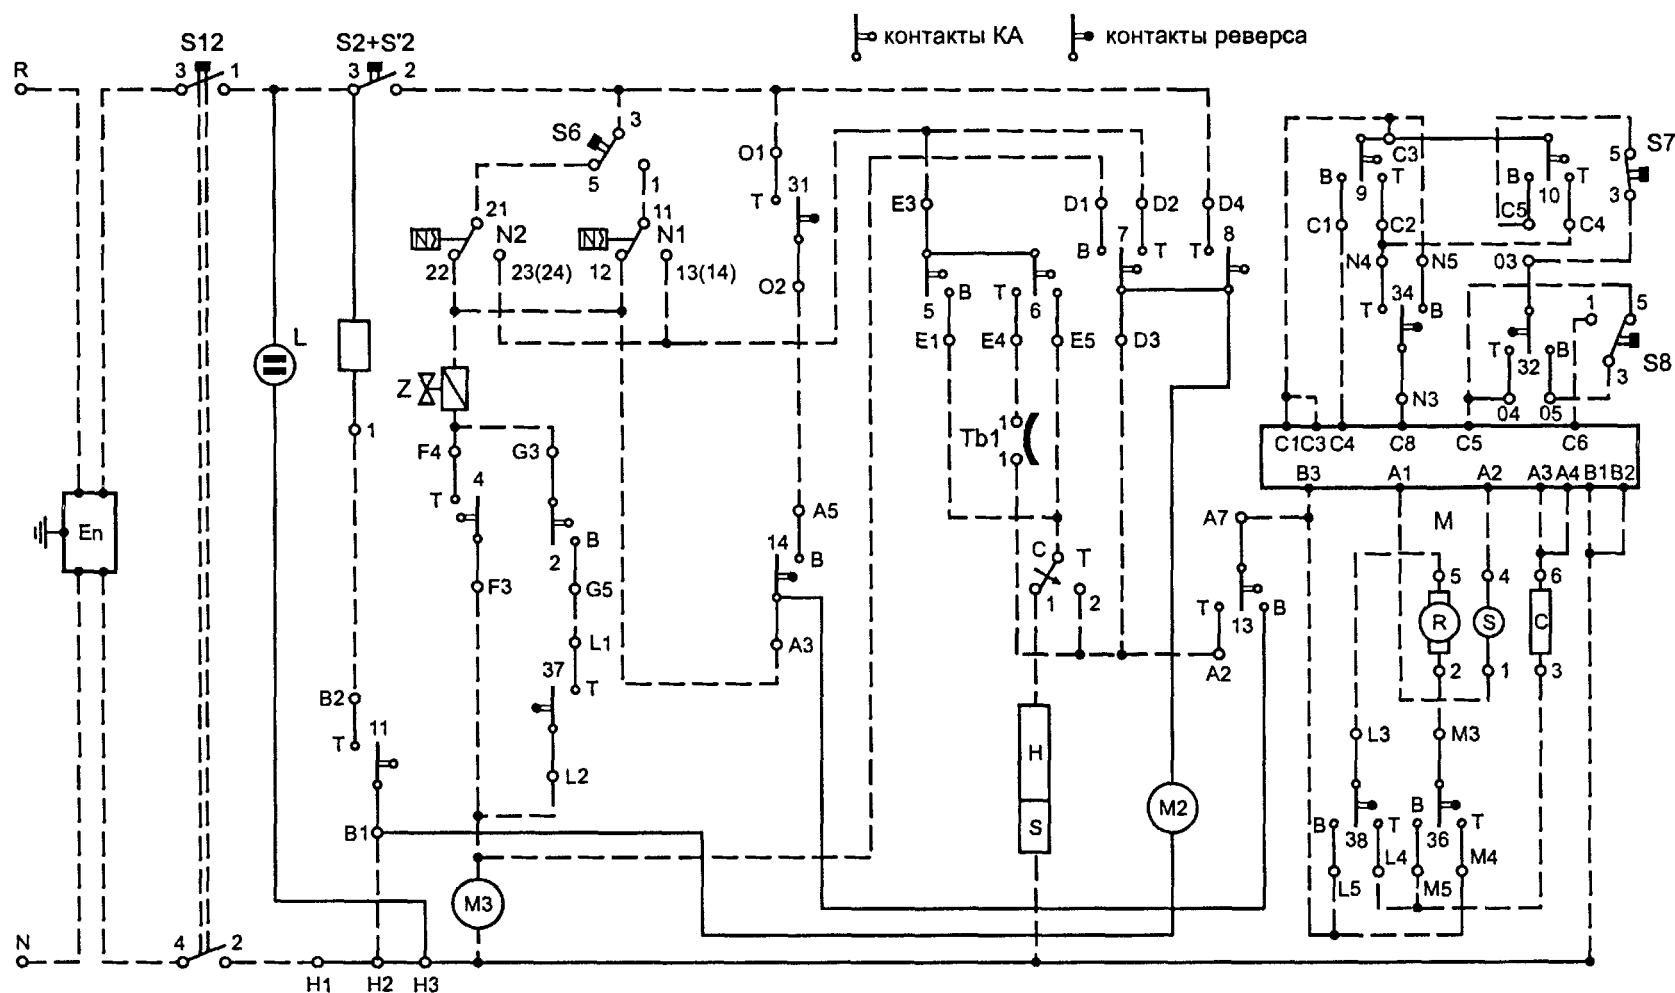 контакты КА
контакты реверса
S12
S2+S'2
R
3
1
3
2
S6
3
5
1
S7
5
3
O1
T
31
O2
E3
D1
D2
D4
C3
B
9
T
B
10
T
C1
C2
C5
C4
21
N2
22
23(24)
11
N1
12
13(14)
N
N
B
7
T
T
8
N4
N5
03
T
34
B
1
5
T
32
B
S8
3
5
B
T
6
E1
E4
E5
D3
L
Z
N3
04
05
1
F4
G3
Tb1
1
1
C1
C3
C4
C8
C5
C6
B3
A1
A2
A3
A4
B1
B2
T
4
En
A5
A7
M
B
2
14
B
C
T
F3
G5
1
2
T
13
B
5
4
6
R
S
C
L1
A3
A2
2
1
3
37
T
B2
T
11
L3
M3
H
L2
S
M2
B1
B
38
T
B
36
T
L5
L4
M5
M4
M3
N
4
2
H1
H2
H3